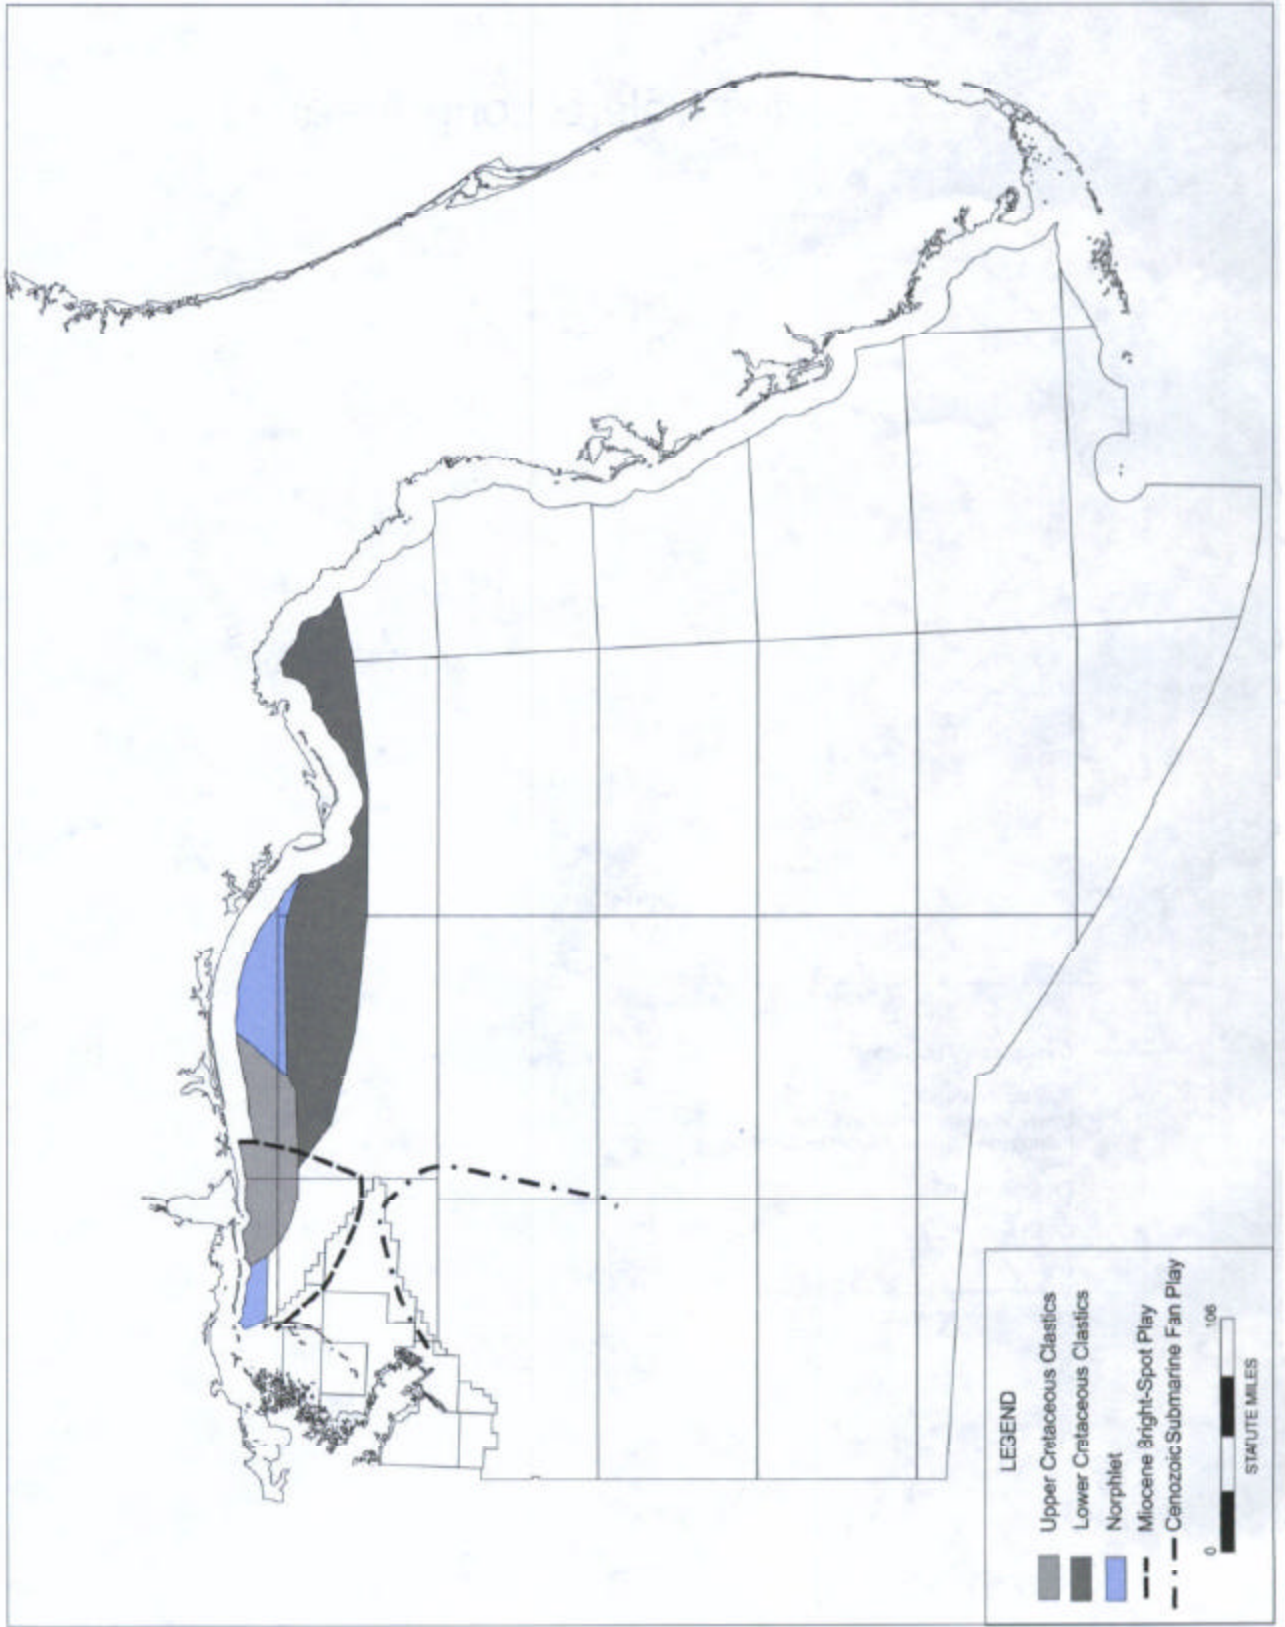 LEGEND
Upper Cretaceous Clastics
Lower Cretaceous Clastics
Norphlet
Miocene Bright-Spot Play
Cenozoic Submarine Fan Play
0 106
STATUTE MILES